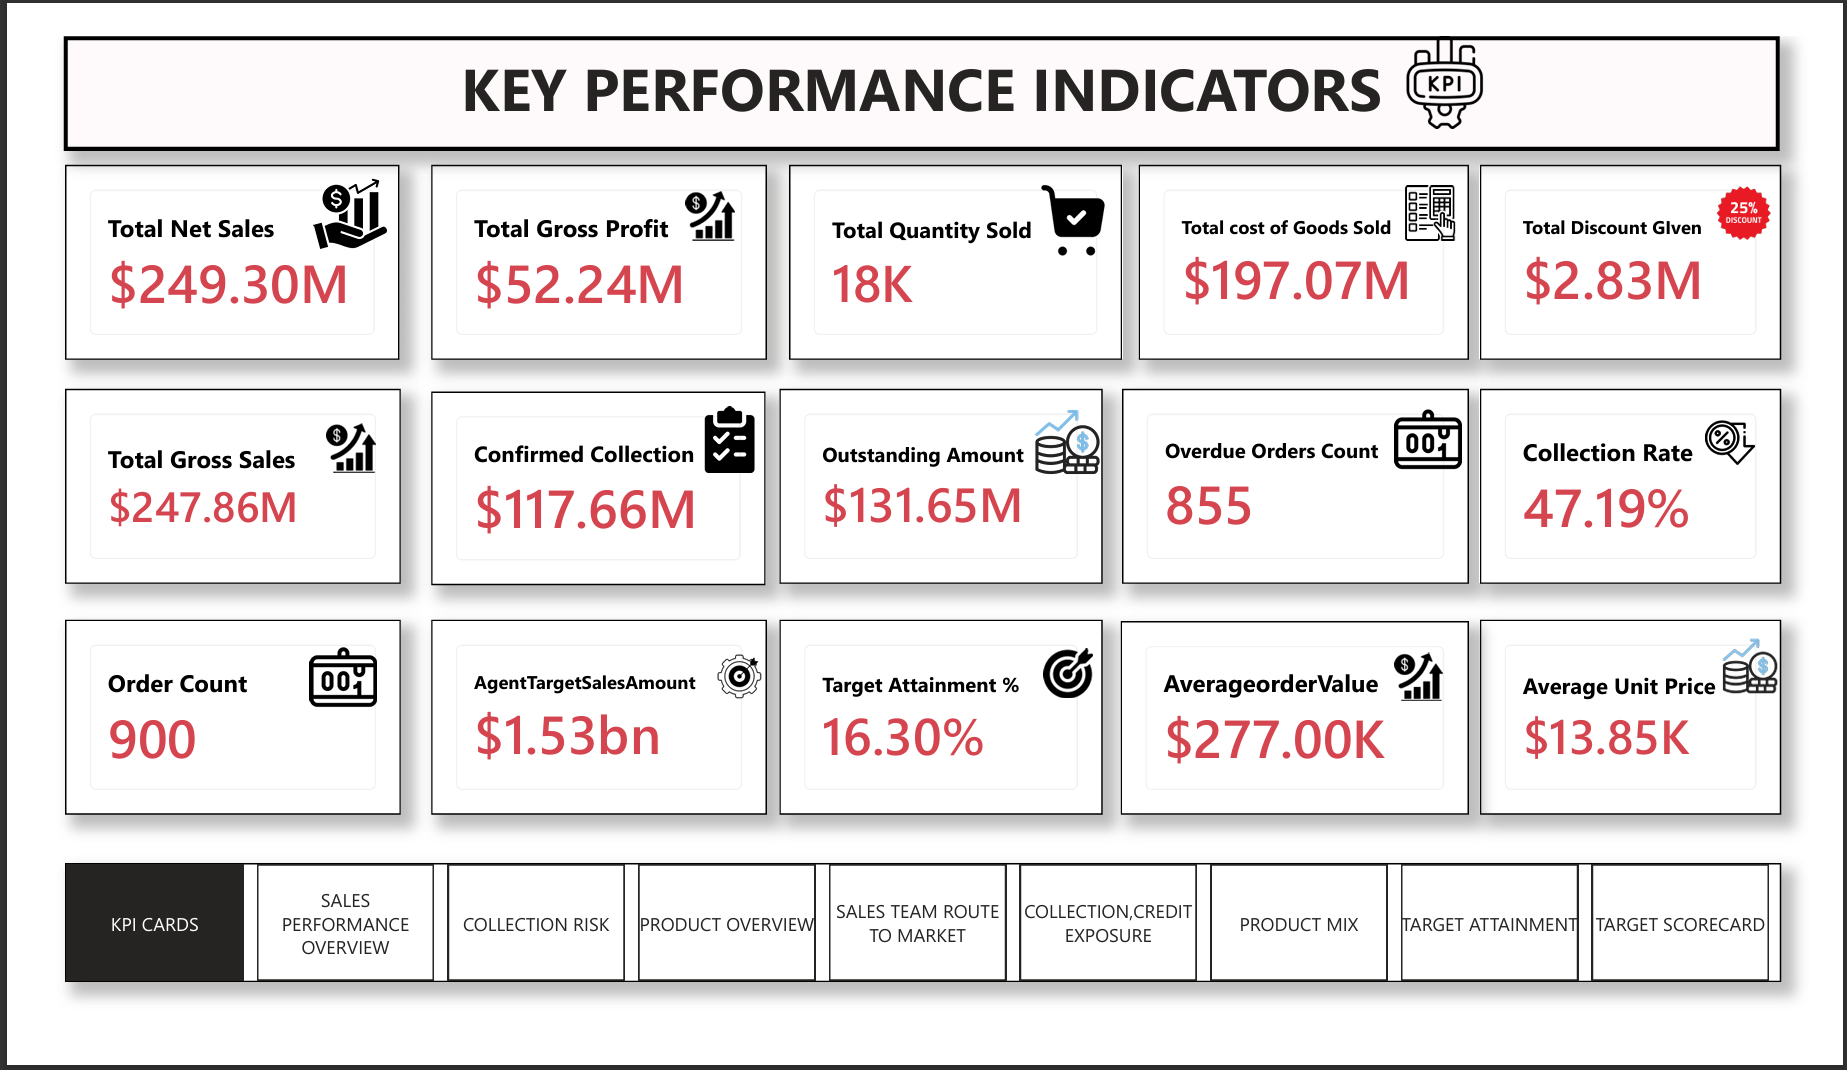 KEY PERFORMANCE INDICATORS
KPI
Total Net Sales
$249.30M
Total Gross Profit
$52.24M
Total Quantity Sold
18K
Total cost of Goods Sold
$197.07M
Total Discount GIven
$2.83M
25%
DISCOUNT
Total Gross Sales
$247.86M
Confirmed Collection
$117.66M
Outstanding Amount
$131.65M
Overdue Orders Count
855
001
Collection Rate
47.19%
Order Count
900
001
AgentTargetSalesAmount
$1.53bn
Target Attainment %
16.30%
AverageorderValue
$277.00K
Average Unit Price
$13.85K
KPI CARDS
SALES
PERFORMANCE
OVERVIEW
COLLECTION RISK
PRODUCT OVERVIEW
SALES TEAM ROUTE
TO MARKET
COLLECTION,CREDIT
EXPOSURE
PRODUCT MIX
TARGET ATTAINMENT
TARGET SCORECARD